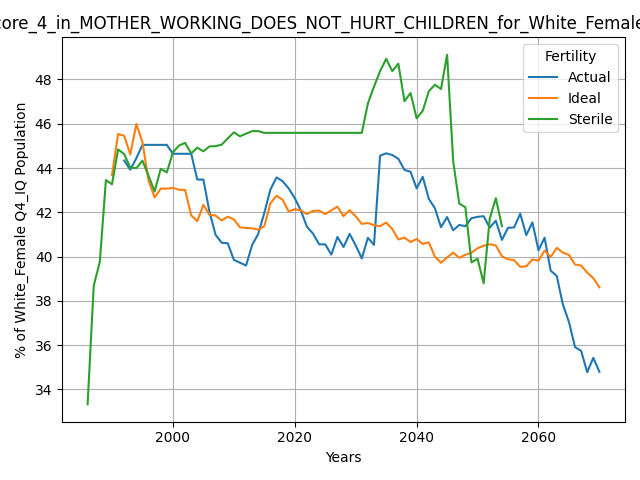 core_4_in_MOTHER_WORKING_DOES_NOT_HURT_CHILDREN_for_White_Female
Fertility
Actual
Ideal
Sterile
% of White_Female Q4_IQ Population
48
46
44
42
40
38
36
34
2000
2020
2040
2060
Years